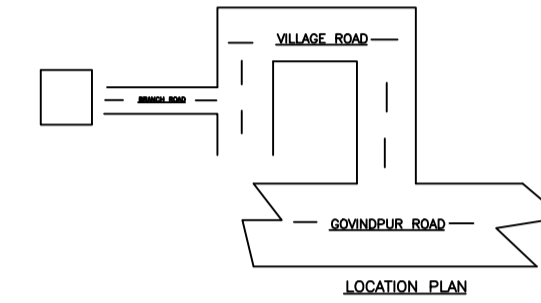 VILLAGE ROAD
BRANCH ROAD
GOVINDPUR ROAD
LOCATION PLAN